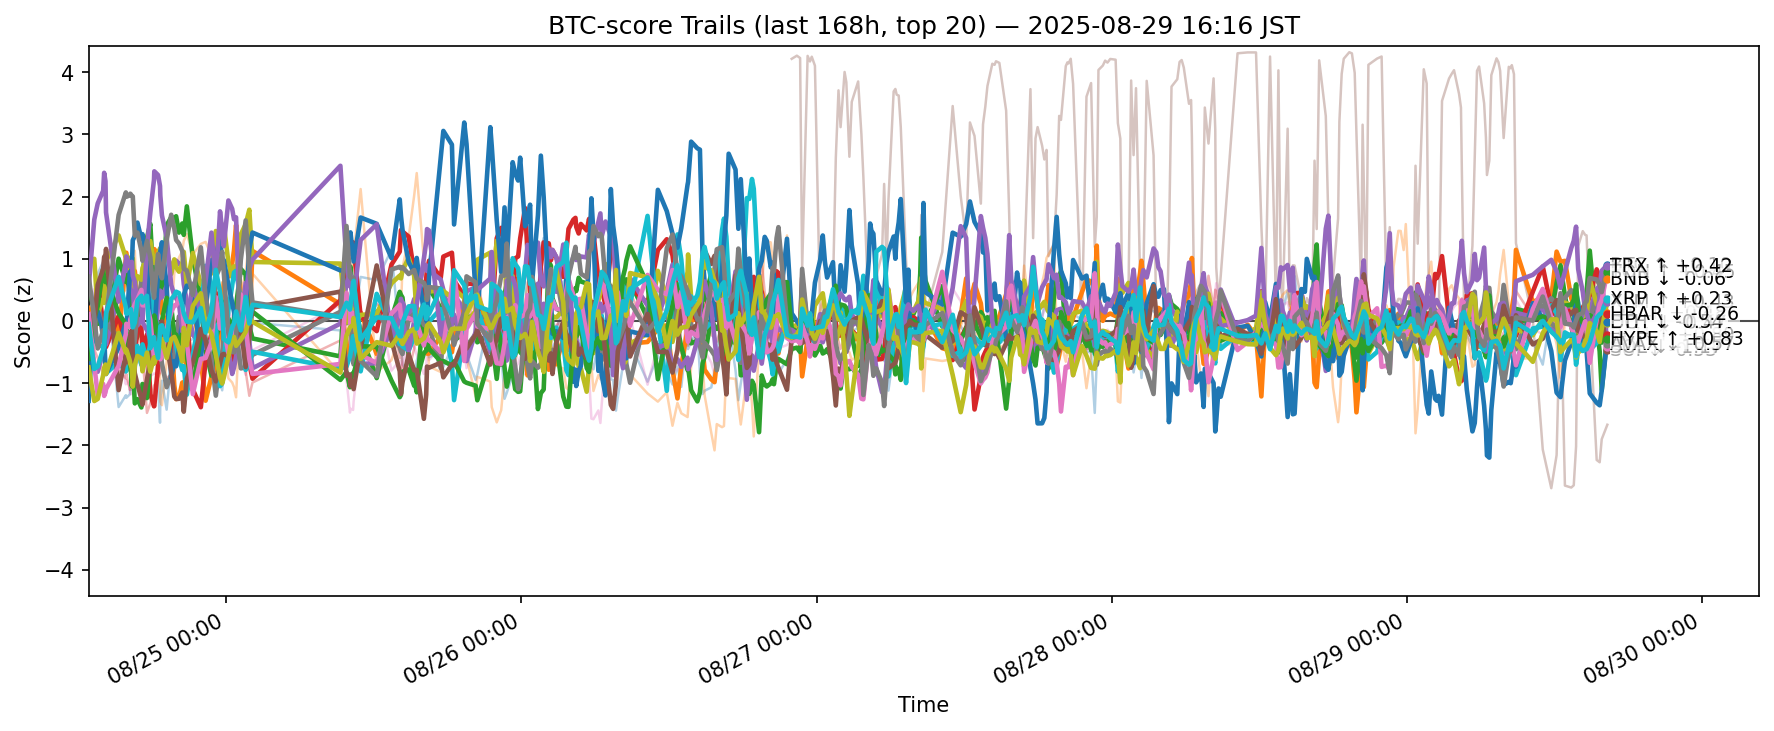 BTC-score Trails (last 168h, top 20) — 2025-08-29 16:16 JST
Score (z)
4
3
2
1
0
−1
−2
−3
−4
TRX ↑ +0.42
BNB ↓ -0.06
XRP ↑ +0.23
HBAR ↓ -0.26
HYPE ↑ +0.83
08/25 00:00
08/26 00:00
08/27 00:00
08/28 00:00
08/29 00:00
08/30 00:00
Time